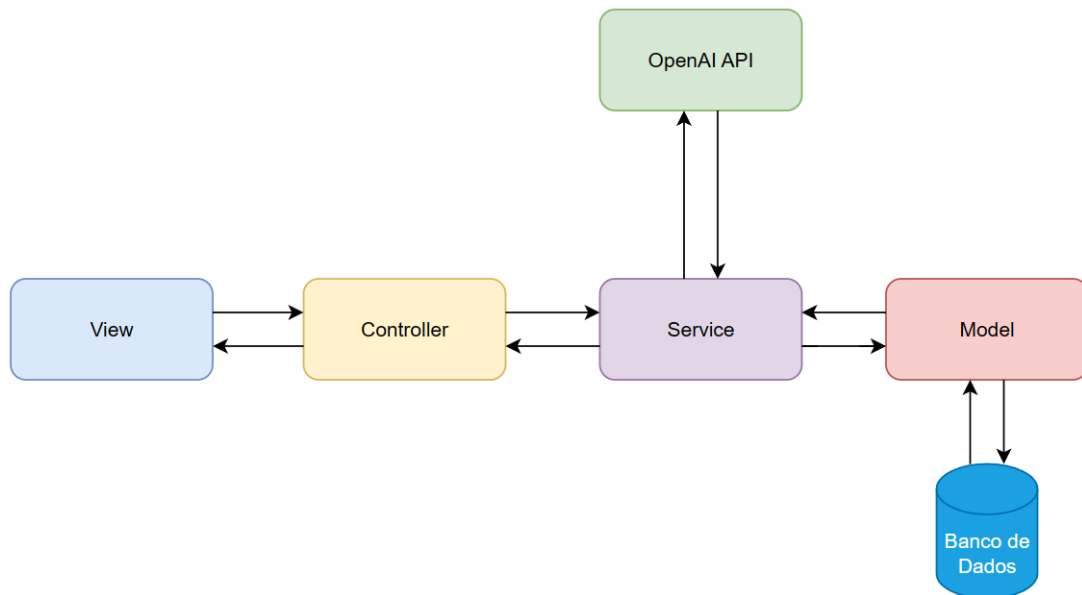 OpenAI API
View
Controller
Service
Model
Banco de
Dados